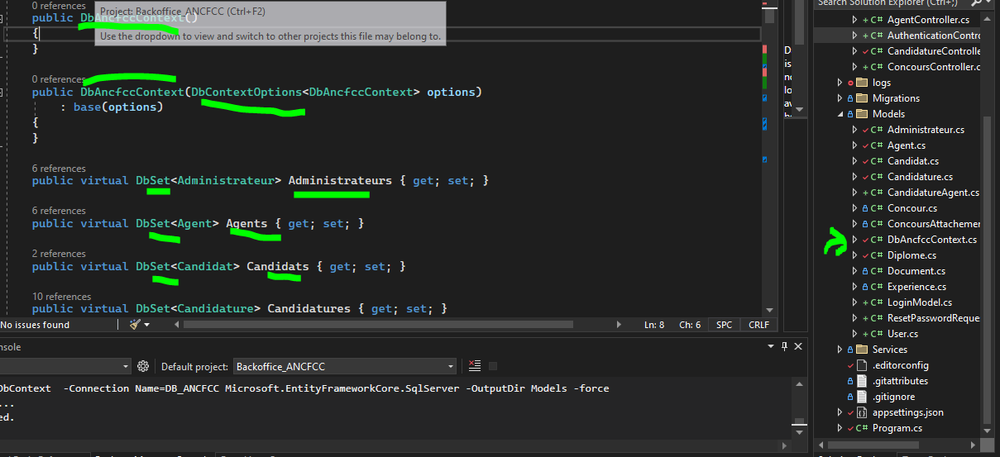 0 references
Project: Backoffice_ANCFCC (Ctrl+F2)
public DbAncfccContext()
Use the dropdown to view and switch to other projects this file may belong to.
{
}
0 references
public DbAncfccContext(DbContextOptions<DbAncfccContext> options)
: base(options)
{
}
6 references
public virtual DbSet<Administrateur> Administrateurs { get; set; }
6 references
public virtual DbSet<Agent> Agents { get; set; }
2 references
public virtual DbSet<Candidat> Candidats { get; set; }
10 references
public virtual DbSet<Candidature> Candidatures { get; set; }
No issues found
Ln: 8 Ch: 6 SPC CRLF
nsole
Default project: Backoffice_ANCFCC
DbContext -Connection Name=DB_ANCFCC Microsoft.EntityFrameworkCore.SqlServer -OutputDir Models -force
...
ed.
Search Solution Explorer (Ctrl+;)
C# AgentController.cs
C# AuthenticationContro
C# CandidatureControlle
C# ConcoursController.c
logs
Migrations
Models
C# Administrateur.cs
C# Agent.cs
C# Candidat.cs
C# Candidature.cs
C# CandidatureAgent.cs
C# Concour.cs
C# ConcoursAttachemer
C# DbAncfccContext.cs
C# Diplome.cs
C# Document.cs
C# Experience.cs
C# LoginModel.cs
C# ResetPasswordReque
C# User.cs
Services
.editorconfig
.gitattributes
.gitignore
appsettings.json
C# Program.cs